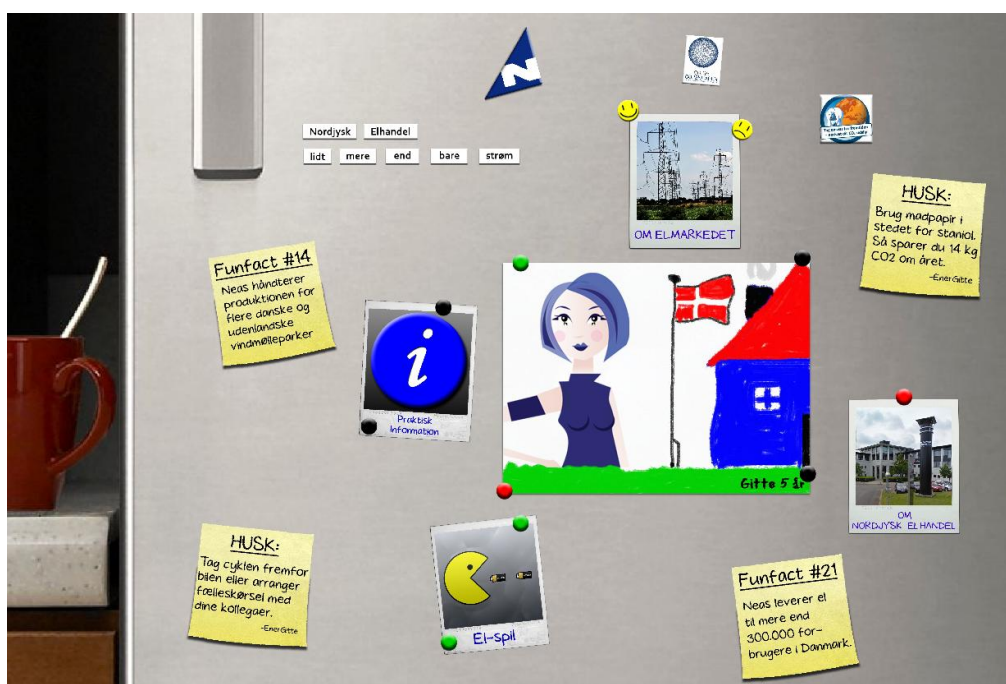 N
Nordjysk Elhandel
lidt mere end bare strøm
OM ELMARKEDET
HUSK:
Brug madpapir i
stedet for staniol.
Så sparer du 14 kg
CO2 om året.
-EnerGitte
Funfact #14
Neas håndterer
produktionen for
flere danske og
udenlandske
vindmølleparker
Praktisk
Information
Gitte 5 år
OM
NORDJYSK ELHANDEL
HUSK:
Tag cyklen fremfor
bilen eller arranger
fælleskørsel med
dine kollegaer.
-EnerGitte
El-spil
Funfact #21
Neas leverer el
til mere end
300.000 for-
brugere i Danmark.